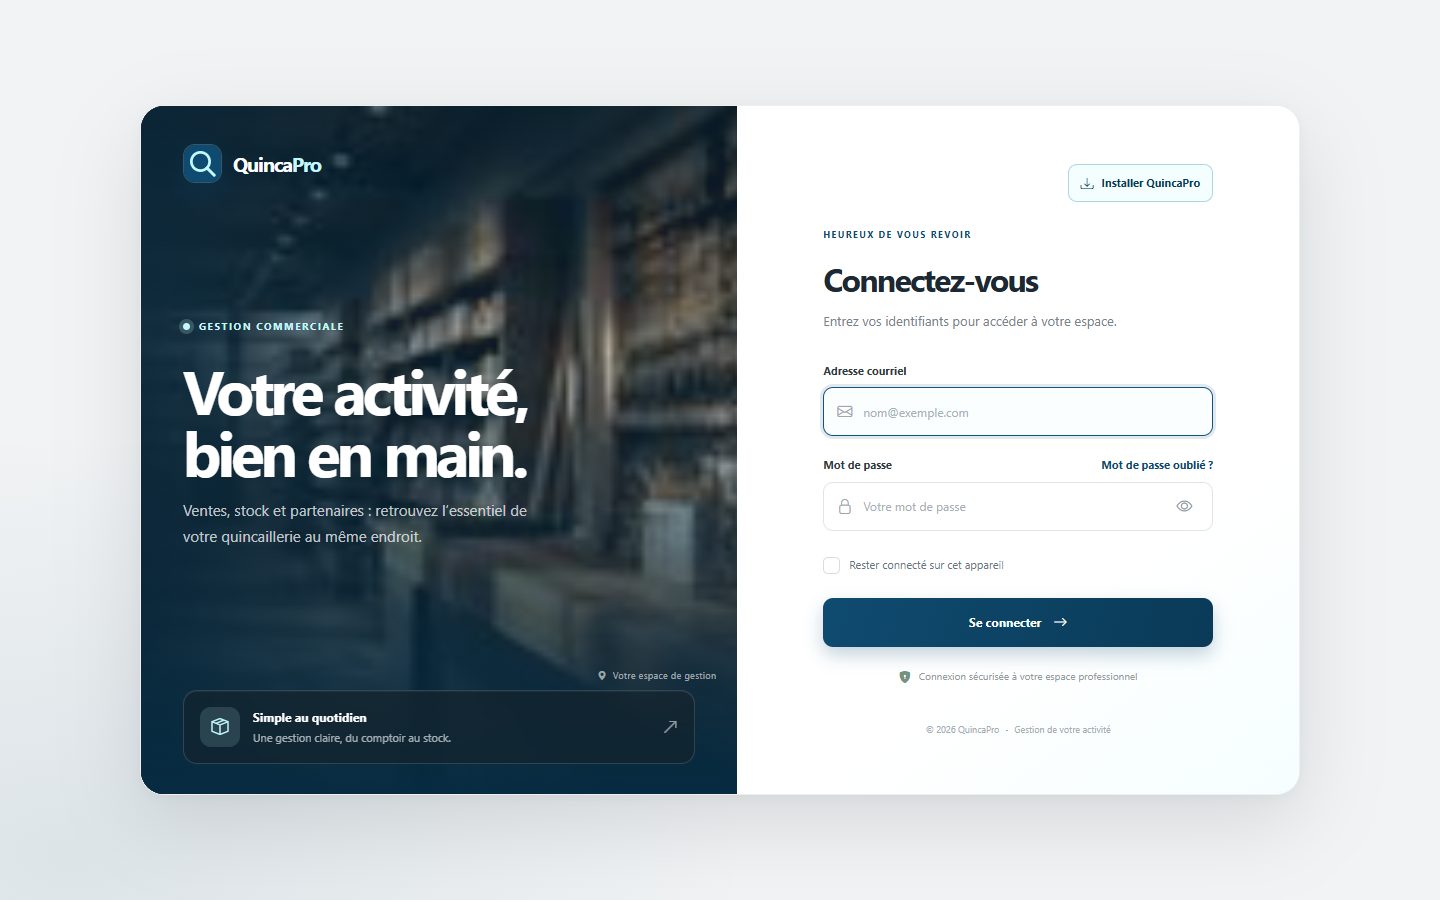 QuincaPro
GESTION COMMERCIALE
Votre activité,
bien en main.
Ventes, stock et partenaires : retrouvez l’essentiel de
votre quincaillerie au même endroit.
Votre espace de gestion
Simple au quotidien
Une gestion claire, du comptoir au stock.
Installer QuincaPro
HEUREUX DE VOUS REVOIR
Connectez-vous
Entrez vos identifiants pour accéder à votre espace.
Adresse courriel
nom@exemple.com
Mot de passe Mot de passe oublié ?
Votre mot de passe
Rester connecté sur cet appareil
Se connecter
Connexion sécurisée à votre espace professionnel
© 2026 QuincaPro - Gestion de votre activité